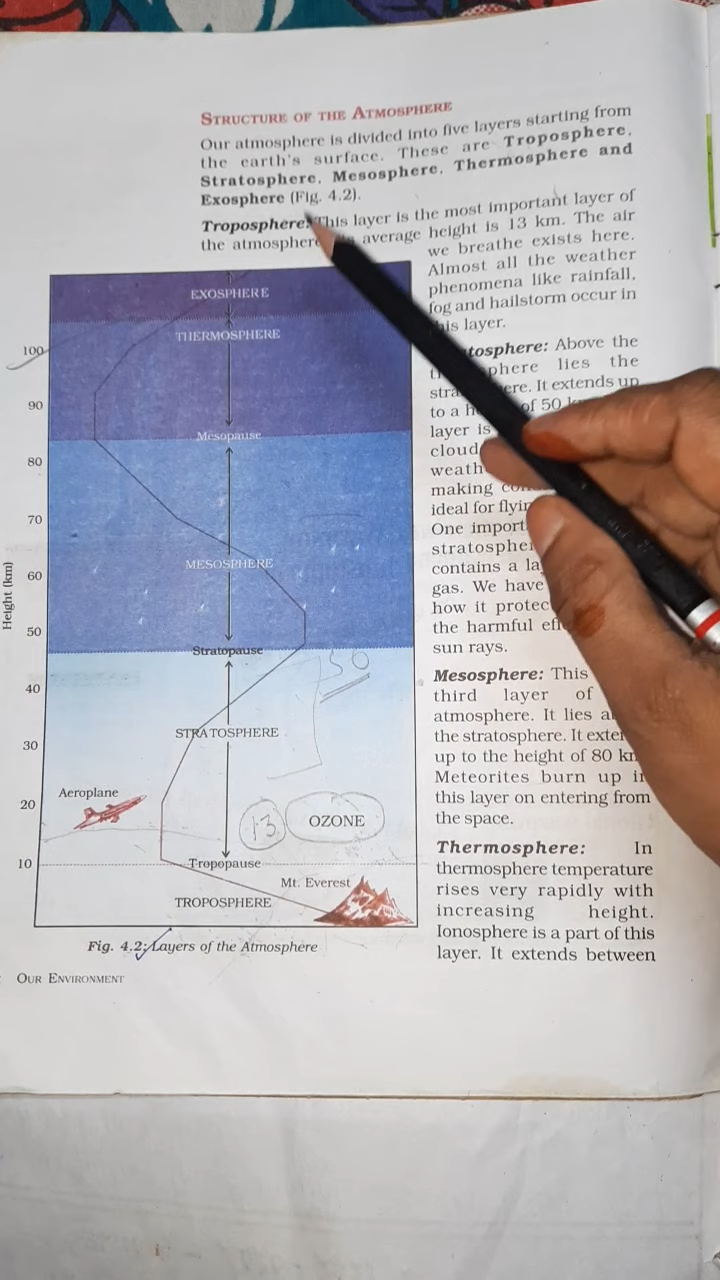 STRUCTURE OF THE ATMOSPHERE
Our atmosphere is divided into five layers starting from
the earth's surface. These are Troposphere,
Stratosphere, Mesosphere, Thermosphere and
Exosphere (Fig. 4.2).
Troposphere: This layer is the most important layer of
the atmosphere. average height is 13 km. The air
we breathe exists here.
Almost all the weather
phenomena like rainfall,
fog and hailstorm occur in
this layer.
Above the
lies the
It extends up
to a of 50
layer is
making
ideal for
One
contains a
gas. We have
how it
the harmful
sun rays.
Mesosphere: This
third layer of
atmosphere. It lies
the stratosphere. It
up to the height of 80
Meteorites burn up in
this layer on entering from
the space.
Thermosphere: In
thermosphere temperature
rises very rapidly with
increasing height.
Ionosphere is a part of this
layer. It extends between
EXOSPHERE
THERMOSPHERE
100
90
Mesopause
80
70
MESOSPHERE
60
Height (km)
50
Stratopause
50
40
STRATOSPHERE
30
Aeroplane
20
13
OZONE
10
Tropopause
Mt. Everest
TROPOSPHERE
Fig. 4.2: Layers of the Atmosphere
OUR ENVIRONMENT